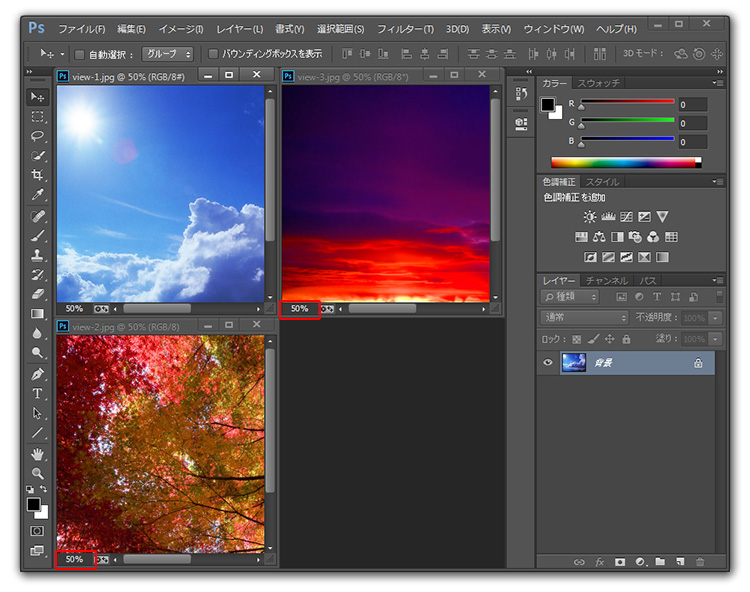 Ps ファイル(F) 編集(E) イメージ(I) レイヤー(L) 書式(Y) 選択範囲(S) フィルター(T) 3D(D) 表示(V) ウィンドウ(W) ヘルプ(H)
自動選択： グループ バウンディングボックスを表示 3D モード：
Ps view-1.jpg @ 50% (RGB/8#)
Ps view-3.jpg @ 50% (RGB/8*)
カラー スウォッチ
R 0
G 0
B 0
色調補正 スタイル
色調補正を追加
レイヤー チャンネル パス
種類
50%
50%
通常 不透明度： 100%
Ps view-2.jpg @ 50% (RGB/8)
ロック： 塗り： 100%
背景
T
50%
fx